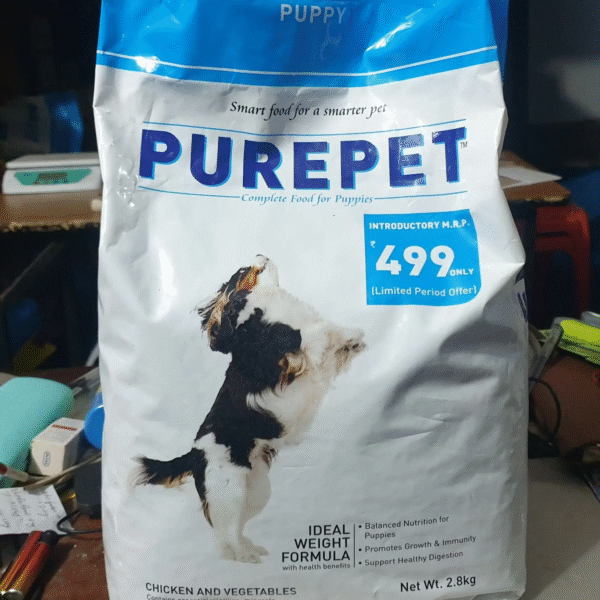 PUPPY
Smart food for a smarter pet
PUREPET™
Complete Food for Puppies
INTRODUCTORY M.R.P.
₹499 ONLY
(Limited Period Offer)
IDEAL
WEIGHT
FORMULA
with health benefits
• Balanced Nutrition for
Puppies
• Promotes Growth & Immunity
• Support Healthy Digestion
CHICKEN AND VEGETABLES
Net Wt. 2.8kg